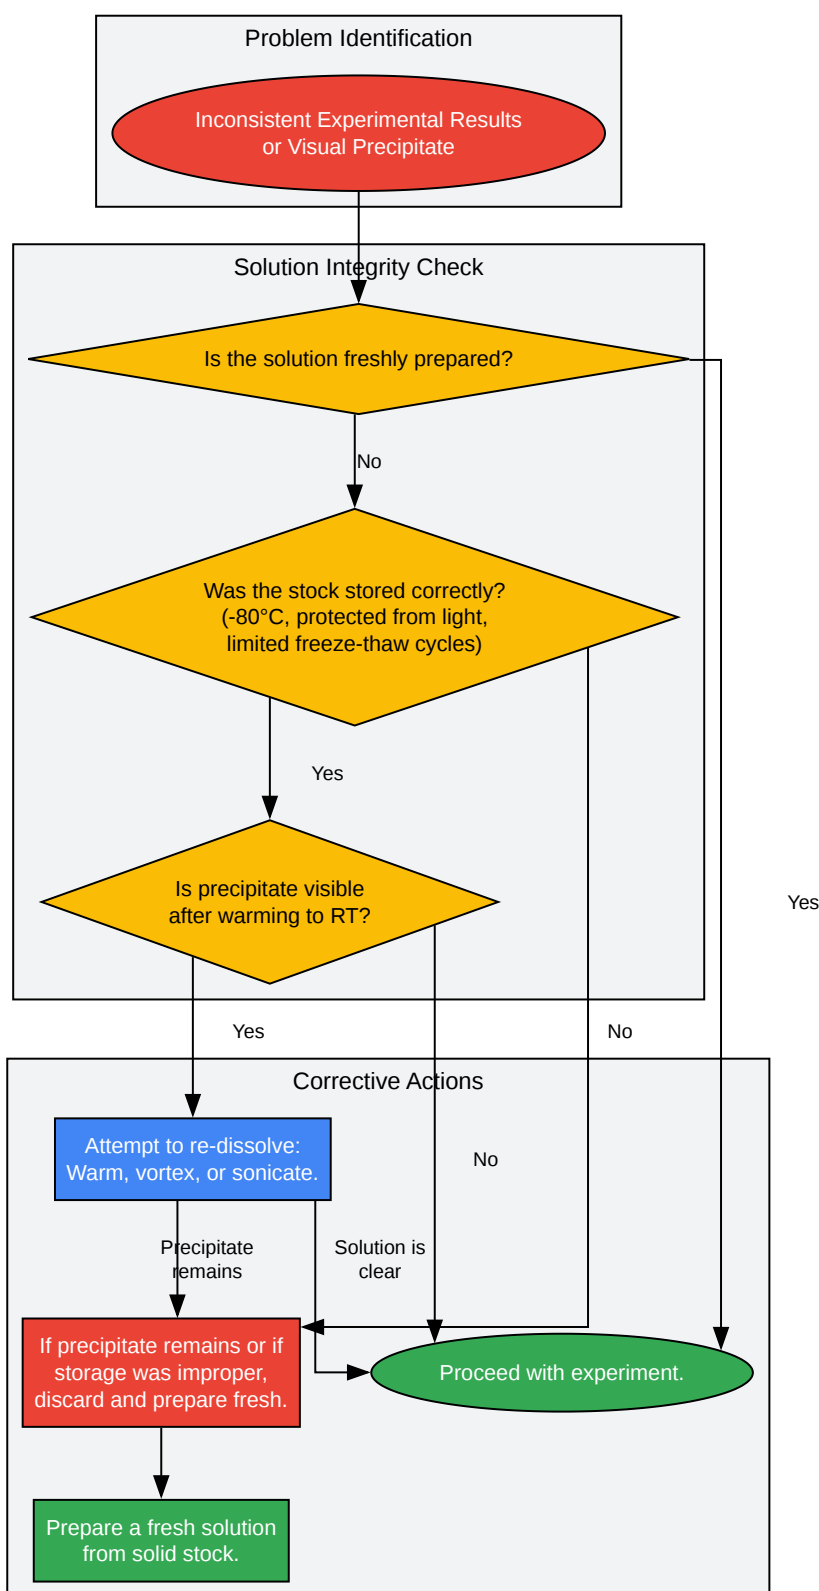 Problem Identification
Inconsistent Experimental Results
or Visual Precipitate
Solution Integrity Check
Is the solution freshly prepared?
No
Was the stock stored correctly?
(-80°C, protected from light,
limited freeze-thaw cycles)
Yes
Is precipitate visible
after warming to RT?
Yes
Yes
No
Corrective Actions
Attempt to re-dissolve:
Warm, vortex, or sonicate.
No
Precipitate
remains
Solution is
clear
If precipitate remains or if
storage was improper,
discard and prepare fresh.
Proceed with experiment.
Prepare a fresh solution
from solid stock.